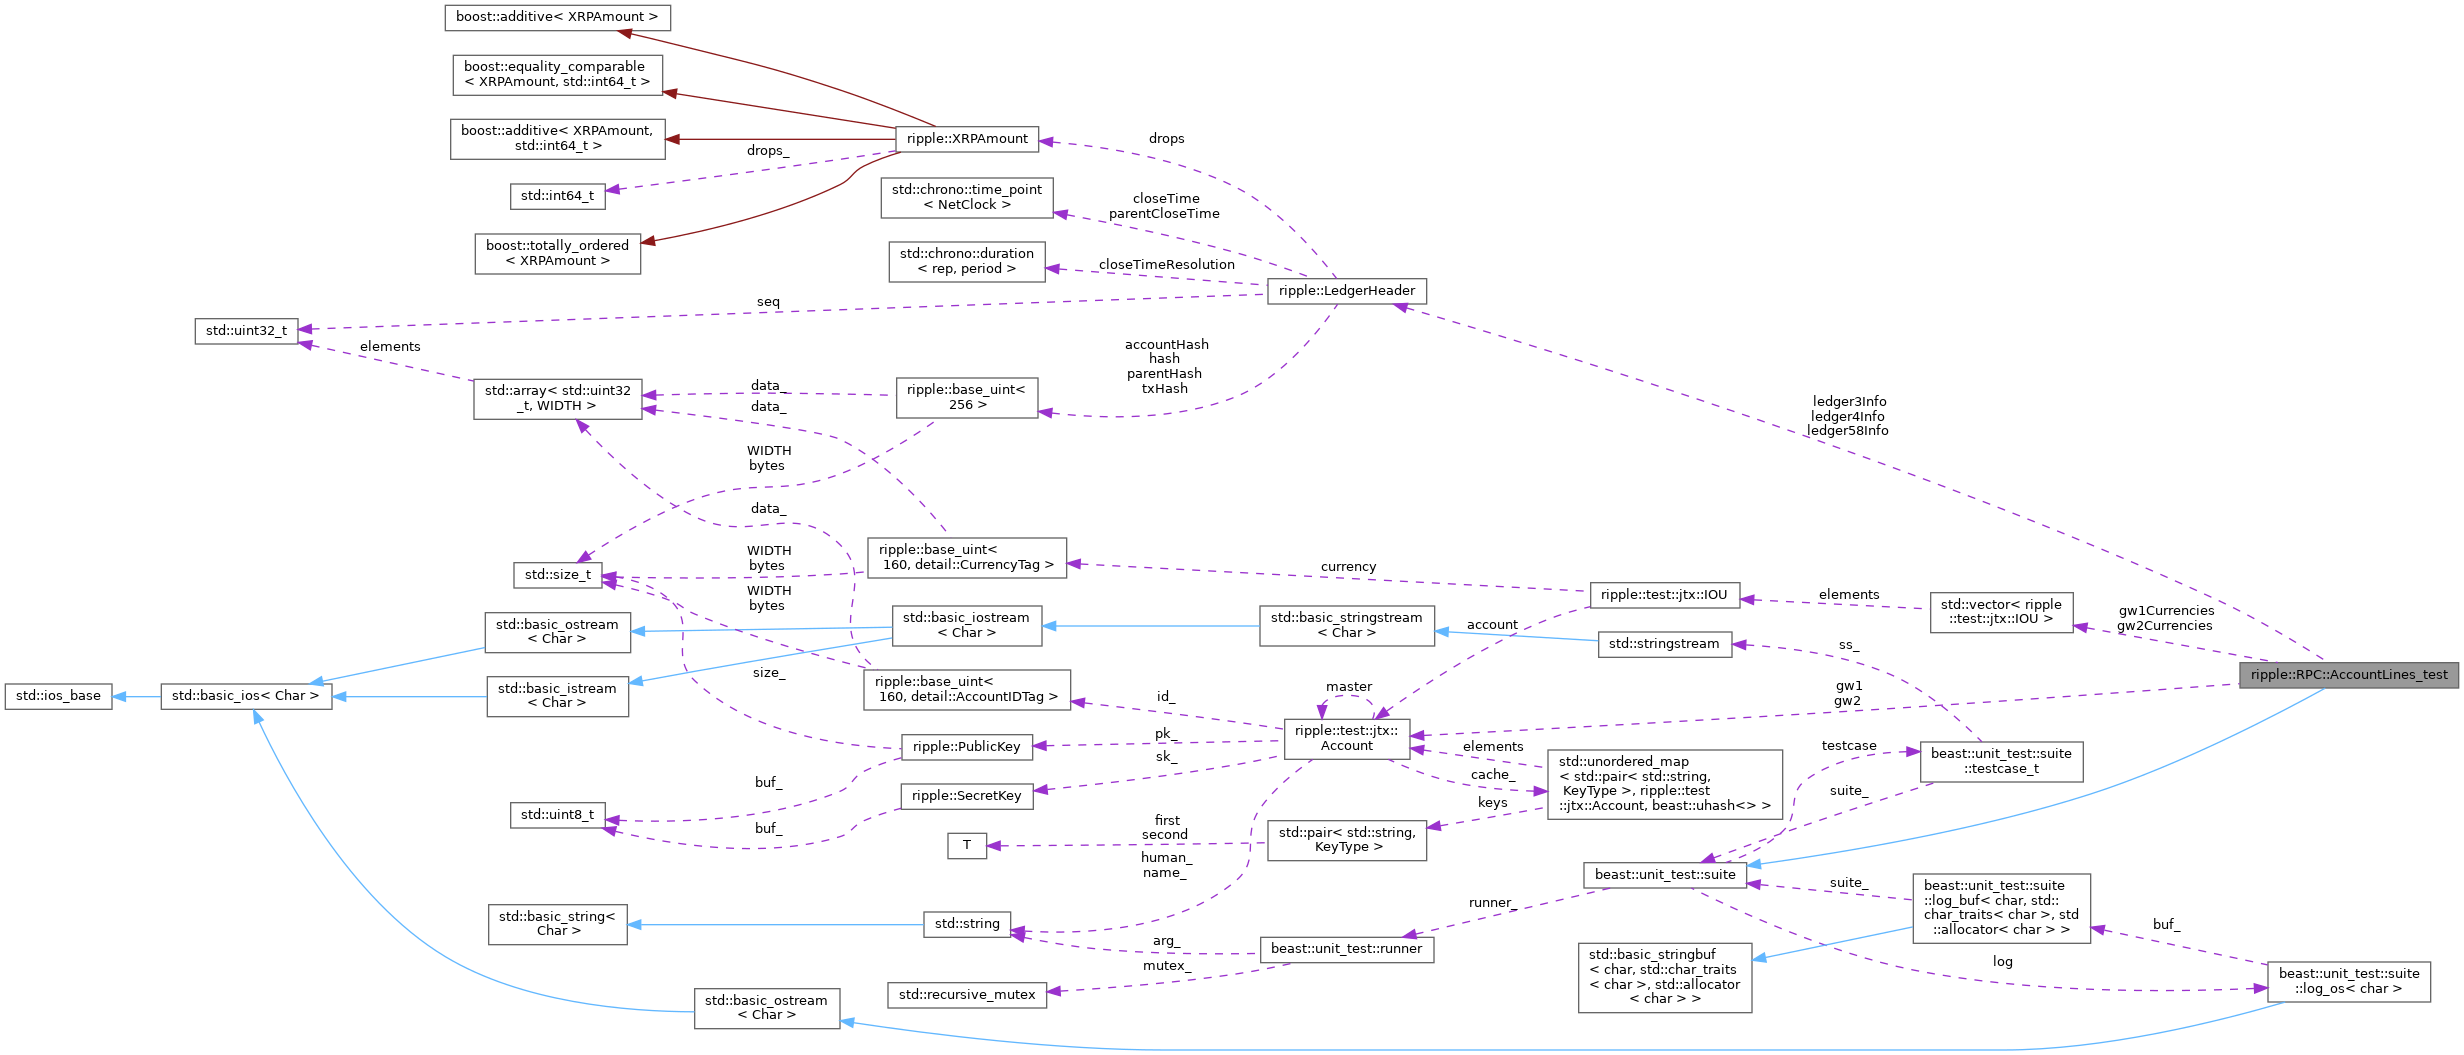 boost::additive< XRPAmount >
boost::equality_comparable
< XRPAmount, std::int64_t >
boost::additive< XRPAmount,
std::int64_t >
ripple::XRPAmount
drops
drops_
std::int64_t
std::chrono::time_point
< NetClock >
closeTime
parentCloseTime
boost::totally_ordered
< XRPAmount >
std::chrono::duration
< rep, period >
closeTimeResolution
ripple::LedgerHeader
seq
std::uint32_t
elements
accountHash
hash
parentHash
txHash
std::array< std::uint32
_t, WIDTH >
data_
data_
ripple::base_uint<
256 >
ledger3Info
ledger4Info
ledger58Info
WIDTH
bytes
data_
WIDTH
bytes
ripple::base_uint<
160, detail::CurrencyTag >
currency
std::size_t
WIDTH
bytes
ripple::test::jtx::IOU
elements
std::vector< ripple
::test::jtx::IOU >
gw1Currencies
gw2Currencies
std::basic_ostream
< Char >
std::basic_iostream
< Char >
std::basic_stringstream
< Char >
account
std::stringstream
ss_
ripple::RPC::AccountLines_test
size_
std::ios_base
std::basic_ios< Char >
std::basic_istream
< Char >
ripple::base_uint<
160, detail::AccountIDTag >
id_
master
gw1
gw2
ripple::test::jtx::
Account
ripple::PublicKey
pk_
sk_
elements
cache_
keys
std::unordered_map
< std::pair< std::string,
KeyType >, ripple::test
::jtx::Account, beast::uhash<> >
testcase
beast::unit_test::suite
::testcase_t
suite_
buf_
ripple::SecretKey
std::uint8_t
buf_
T
first
second
std::pair< std::string,
KeyType >
human_
name_
beast::unit_test::suite
suite_
beast::unit_test::suite
::log_buf< char, std::
char_traits< char >, std
::allocator< char > >
buf_
runner_
std::basic_string<
Char >
std::string
arg_
mutex_
beast::unit_test::runner
std::basic_stringbuf
< char, std::char_traits
< char >, std::allocator
< char > >
log
beast::unit_test::suite
::log_os< char >
std::recursive_mutex
std::basic_ostream
< Char >